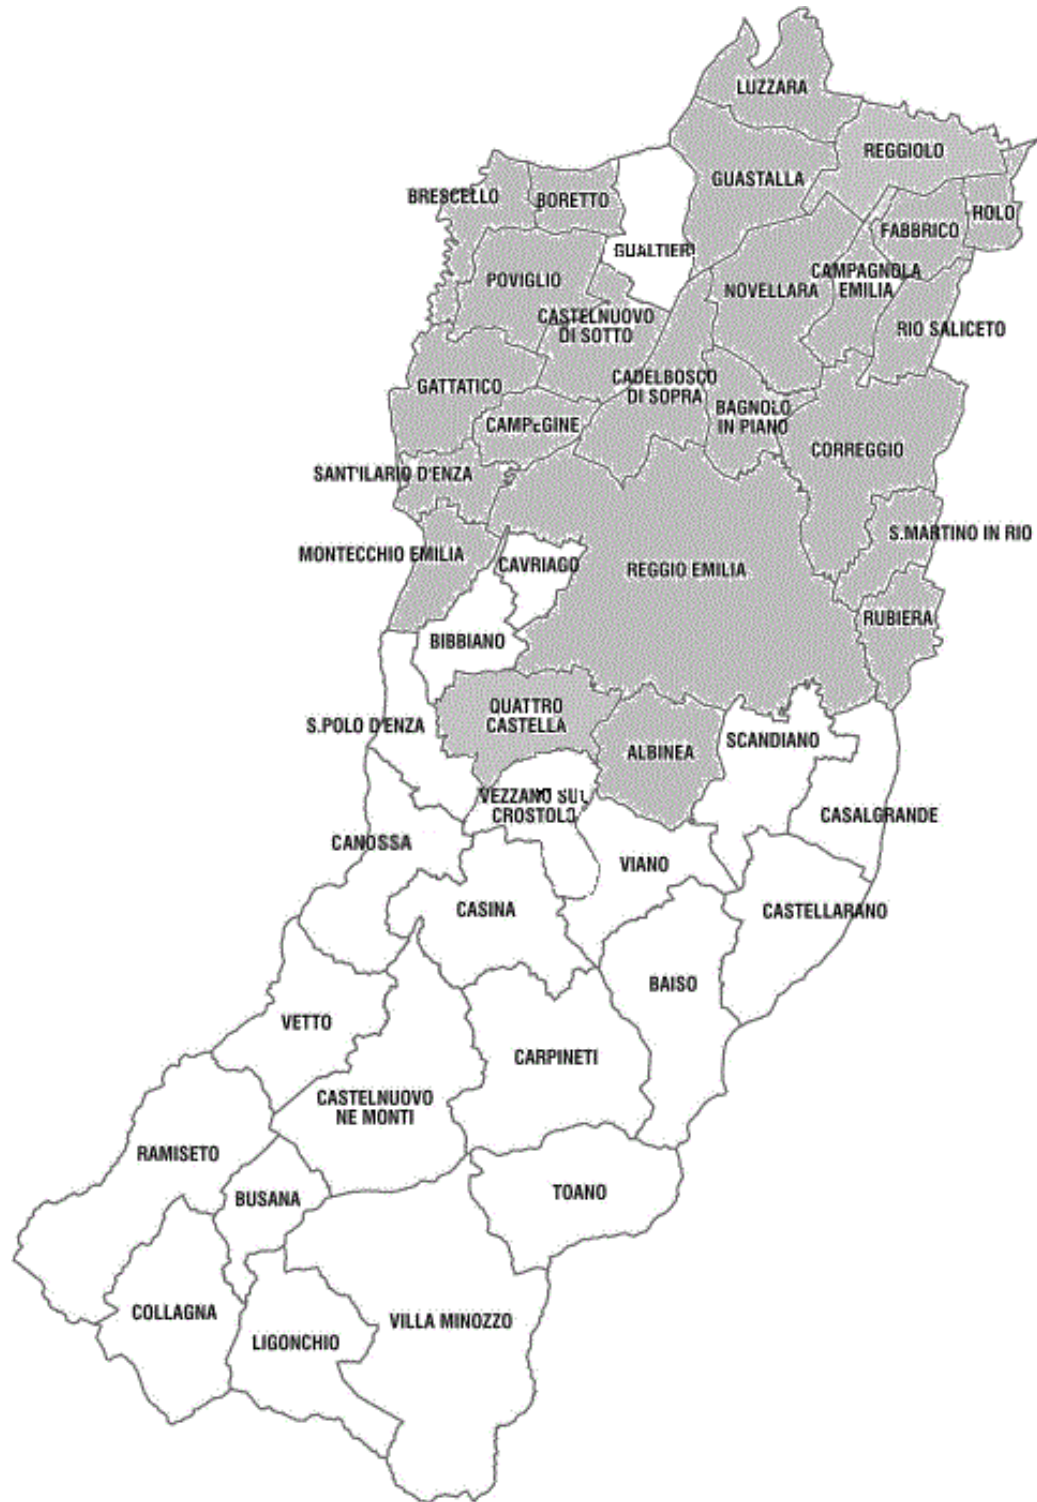 LUZZARA
REGGIOLO
GUASTALLA
BRESCELLO
BORETTO
HOLO
FABBRICO
GUALTIERI
POVIGLIO
NOVELLARA
CAMPAGNOLA
EMILIA
CASTELNUOVO
DI SOTTO
RIO SALICETO
GATTATICO
CADELBOSCO
DI SOPRA
BAGNOLO
IN PIANO
CAMPEGINE
CORREGGIO
SANT'ILARIO D'ENZA
S.MARTINO IN RIO
MONTECCHIO EMILIA
CAVRIAGO
REGGIO EMILIA
RUBIERA
BIBBIANO
QUATTRO
CASTELLA
S.POLO D'ENZA
SCANDIANO
ALBINEA
VEZZANO SUL
CROSTOLO
CASALGRANDE
CANOSSA
VIANO
CASINA
CASTELLARANO
BAISO
VETTO
CARPINETI
CASTELNUOVO
NE MONTI
RAMISETO
BUSANA
TOANO
COLLAGNA
VILLA MINOZZO
LIGONCHIO